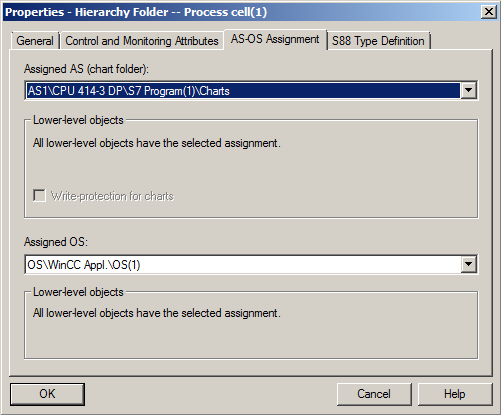 Properties - Hierarchy Folder -- Process cell(1)
General Control and Monitoring Attributes AS-OS Assignment S88 Type Definition
Assigned AS (chart folder):
AS1\CPU 414-3 DP\S7 Program(1)\Charts
Lower-level objects
All lower-level objects have the selected assignment.
Write-protection for charts
Assigned OS:
OS\WinCC Appl.\OS(1)
Lower-level objects
All lower-level objects have the selected assignment.
OK Cancel Help